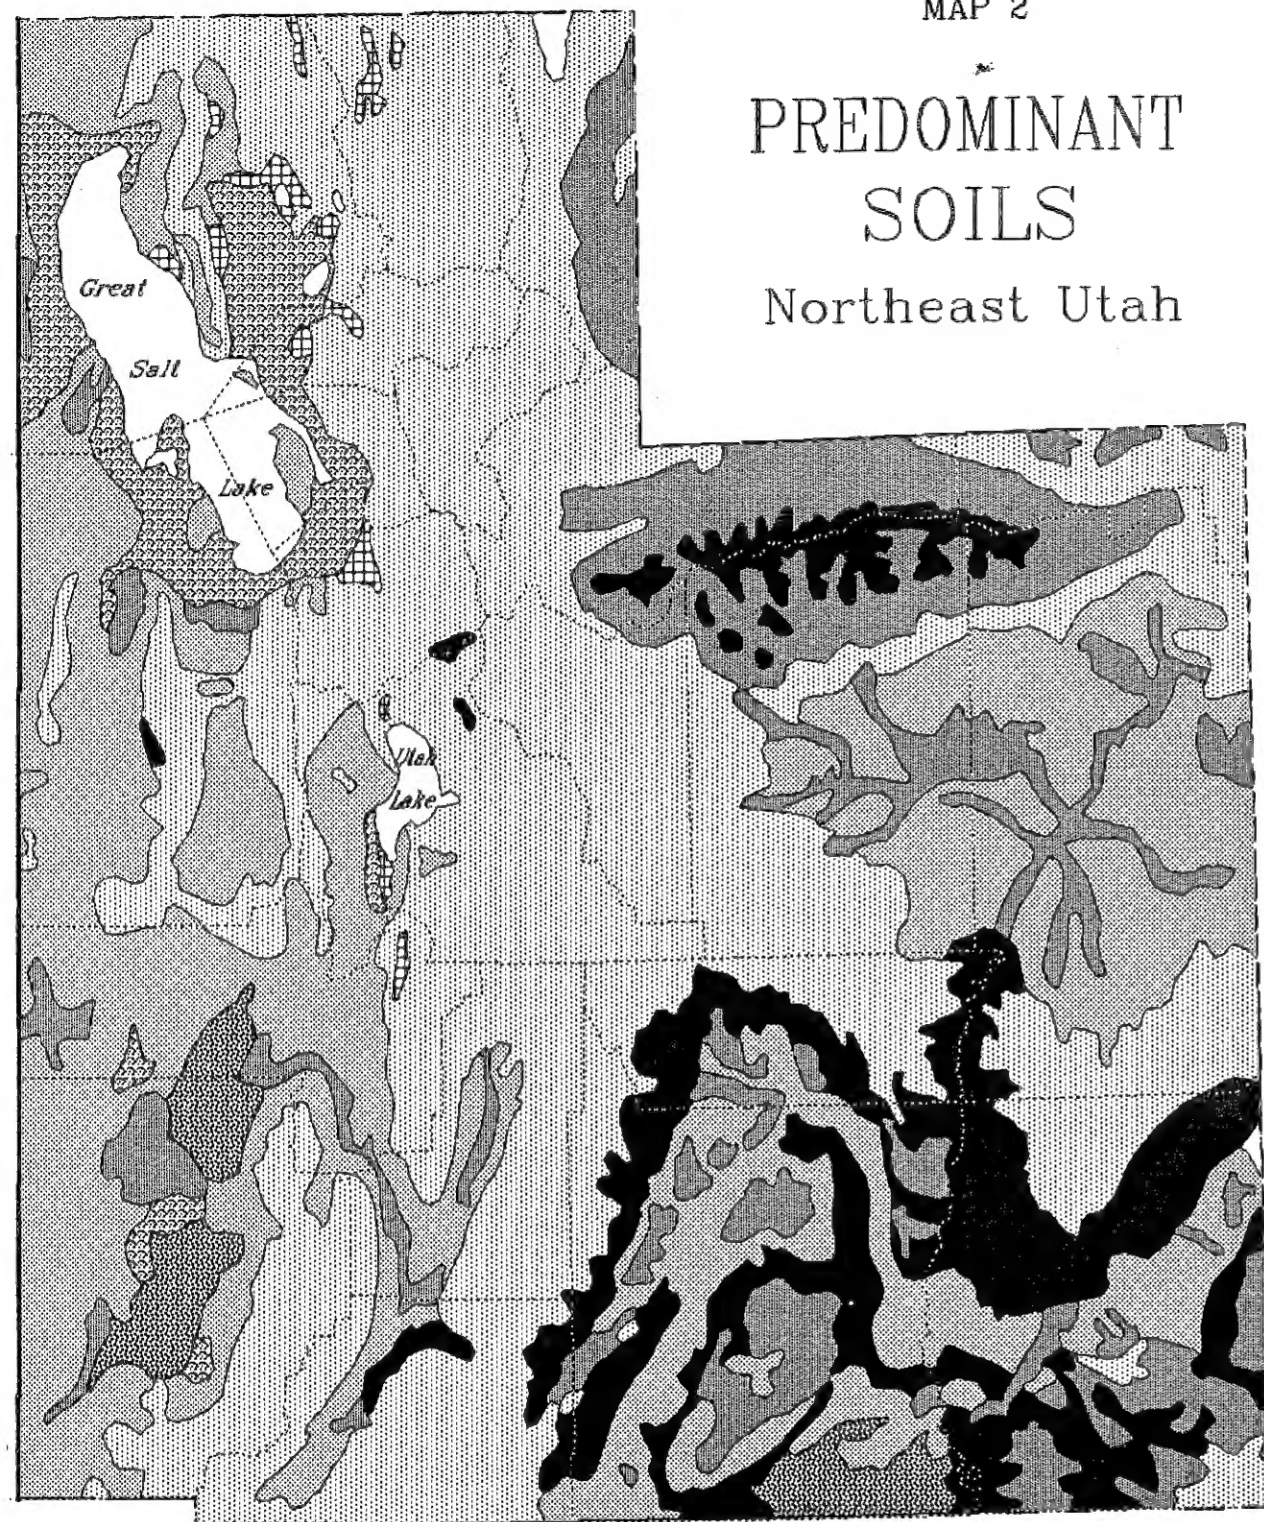 MAP 2
PREDOMINANT
SOILS
Northeast Utah
Great
Salt
Lake
Utah
Lake